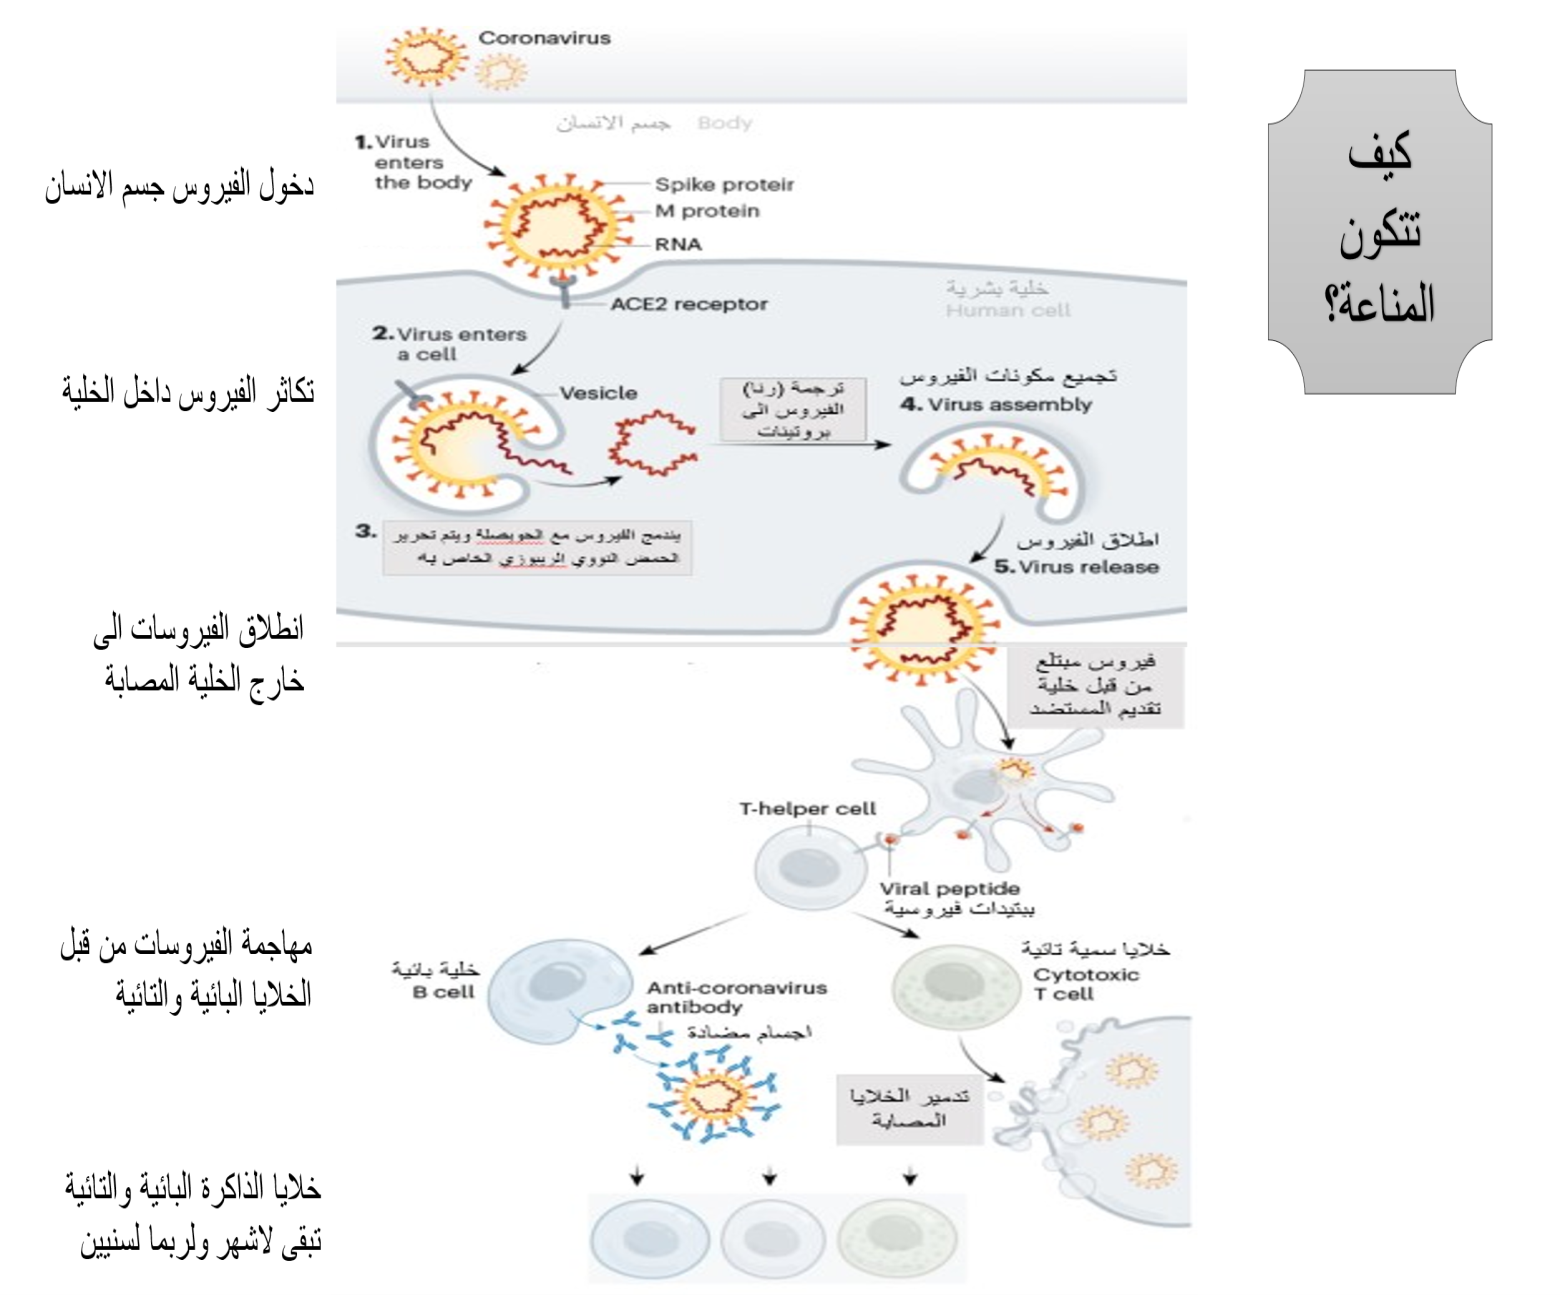 كيف
تتكون
المناعة؟
Coronavirus
جسم الانسان Body
1. Virus
enters
the body
دخول الفيروس جسم الانسان
Spike proteir
M protein
RNA
ACE2 receptor
خلية بشرية
Human cell
2. Virus enters
a cell
تكاثر الفيروس داخل الخلية
Vesicle
ترجمة (رنا)
الفيروس الى
بروتينات
تجميع مكونات الفيروس
4. Virus assembly
3. يندمج الفيروس مع الحويصلة ويتم تحرير
الحمض النووي الريبوزي الخاص به
اطلاق الفيروس
5. Virus release
انطلاق الفيروسات الى
خارج الخلية المصابة
فيروس مبتلع
من قبل خلية
تقديم المستضد
T-helper cell
Viral peptide
ببتيدات فيروسية
مهاجمة الفيروسات من قبل
الخلايا البائية والتائية
خلية بائية
B cell
Anti-coronavirus
antibody
اجسام مضادة
خلايا سمية تائية
Cytotoxic
T cell
تدمير الخلايا
المصابة
خلايا الذاكرة البائية والتائية
تبقى لاشهر ولربما لسنيين